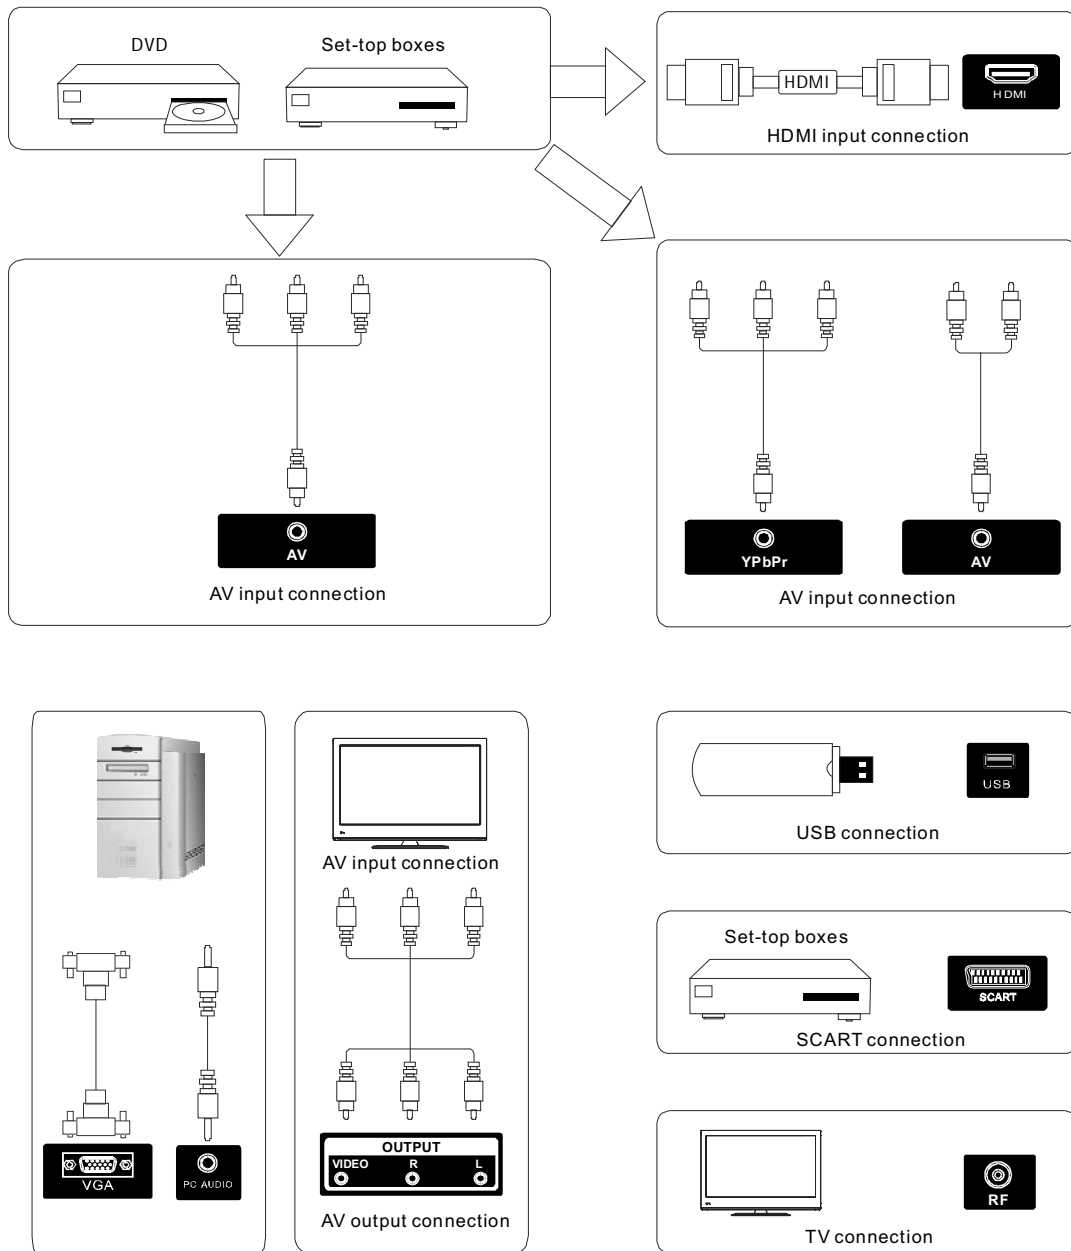 DVD
Set-top boxes
HDMI
HDMI
HDMI input connection
AV
AV input connection
YPbPr
AV
AV input connection
VGA
PC AUDIO
AV input connection
OUTPUT
VIDEO R L
AV output connection
USB
USB connection
Set-top boxes
SCART
SCART connection
RF
TV connection